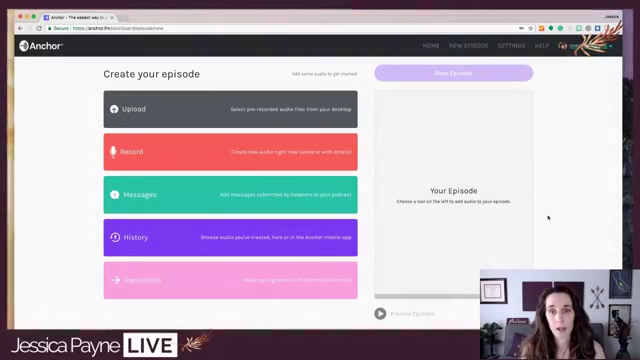 Anchor - The easiest way to
Jessica
Secure https://anchor.fm/dashboard/episode/new
Anchor
HOME NEW EPISODE SETTINGS HELP
Create your episode
Add some audio to get started!
Save Episode
Upload
Select pre-recorded audio files from your desktop
Record
Create new audio right now (alone or with others)
Messages
Add messages submitted by listeners to your podcast
History
Browse audio you've created, here or in the Anchor mobile app
Transitions
Break up segments with themed transitions
Your Episode
Choose a tool on the left to add audio to your episode
Preview Episode
Jessica Payne LIVE